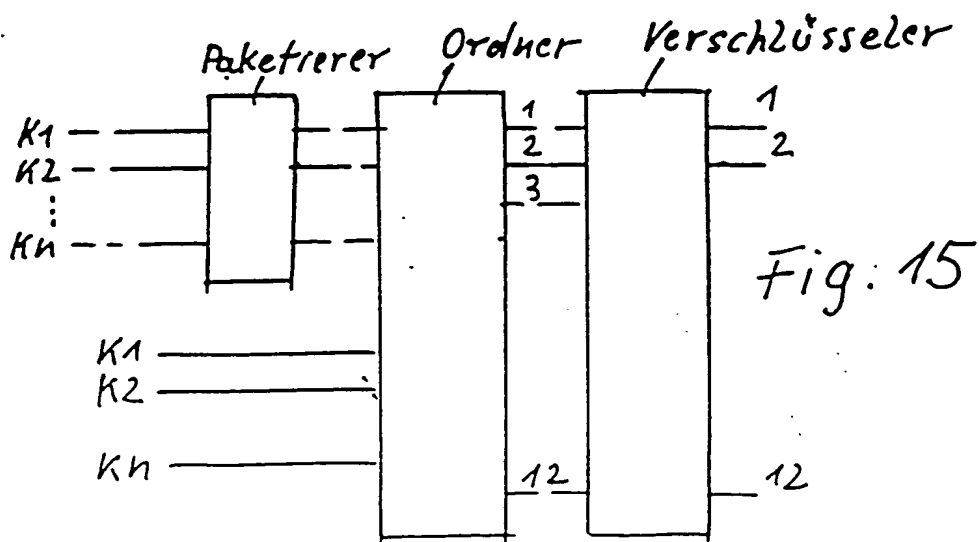 Paketierer Ordner Verschlüsseler
K1 1 1
K2 2 2
3
Kn
Fig. 15
K1
K2
Kn
12 12